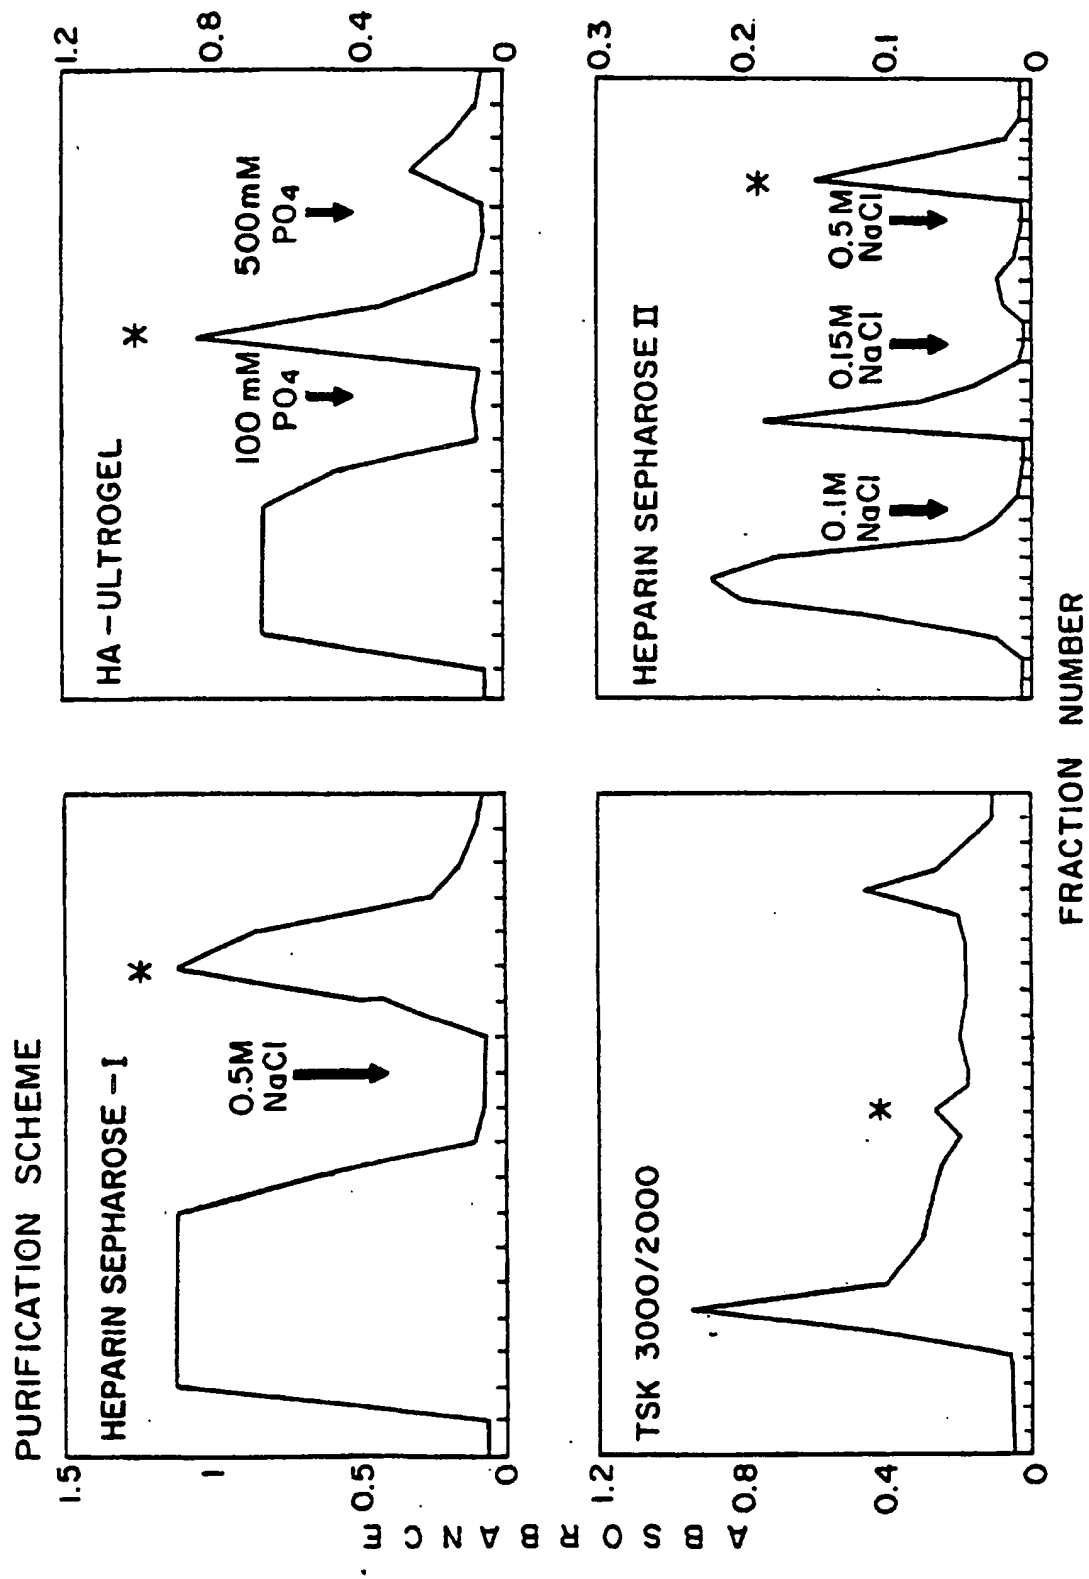 PURIFICATION SCHEME
HEPARIN SEPHAROSE - I
0.5M
NaCl
*
1.5
1
0.5
0
HA - ULTROGEL
100 mM
PO4
*
500mM
PO4
1.2
0.8
0.4
0
TSK 3000/2000
*
1.2
0.8
0.4
0
HEPARIN SEPHAROSE II
0.1M
NaCl
0.15M
NaCl
0.5M
NaCl
*
0.3
0.2
0.1
0
ABSORBANCE
FRACTION NUMBER